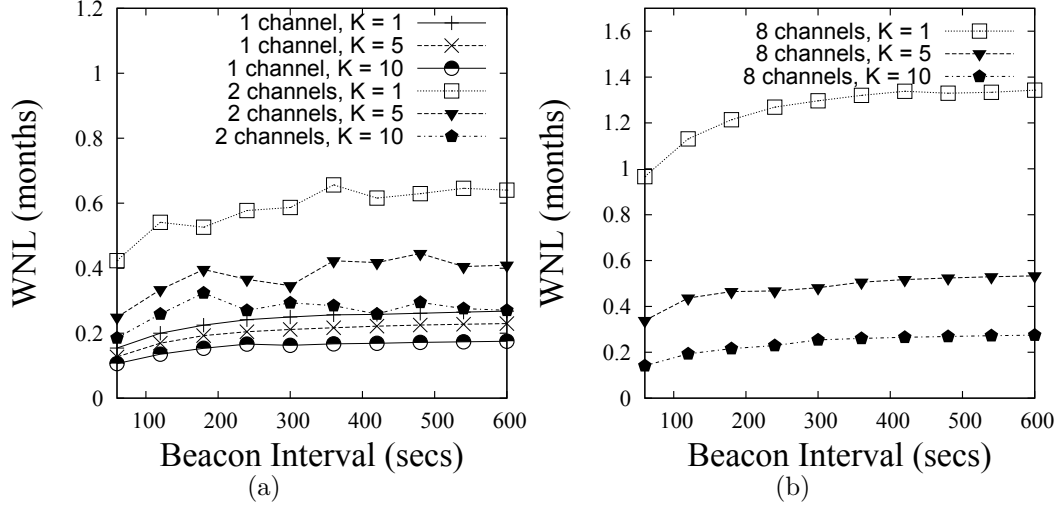 WNL (months)
1.2
1
0.8
0.6
0.4
0.2
0
1 channel, K = 1
1 channel, K = 5
1 channel, K = 10
2 channels, K = 1
2 channels, K = 5
2 channels, K = 10
100 200 300 400 500 600
Beacon Interval (secs)
(a)
WNL (months)
1.6
1.4
1.2
1
0.8
0.6
0.4
0.2
0
8 channels, K = 1
8 channels, K = 5
8 channels, K = 10
100 200 300 400 500 600
Beacon Interval (secs)
(b)